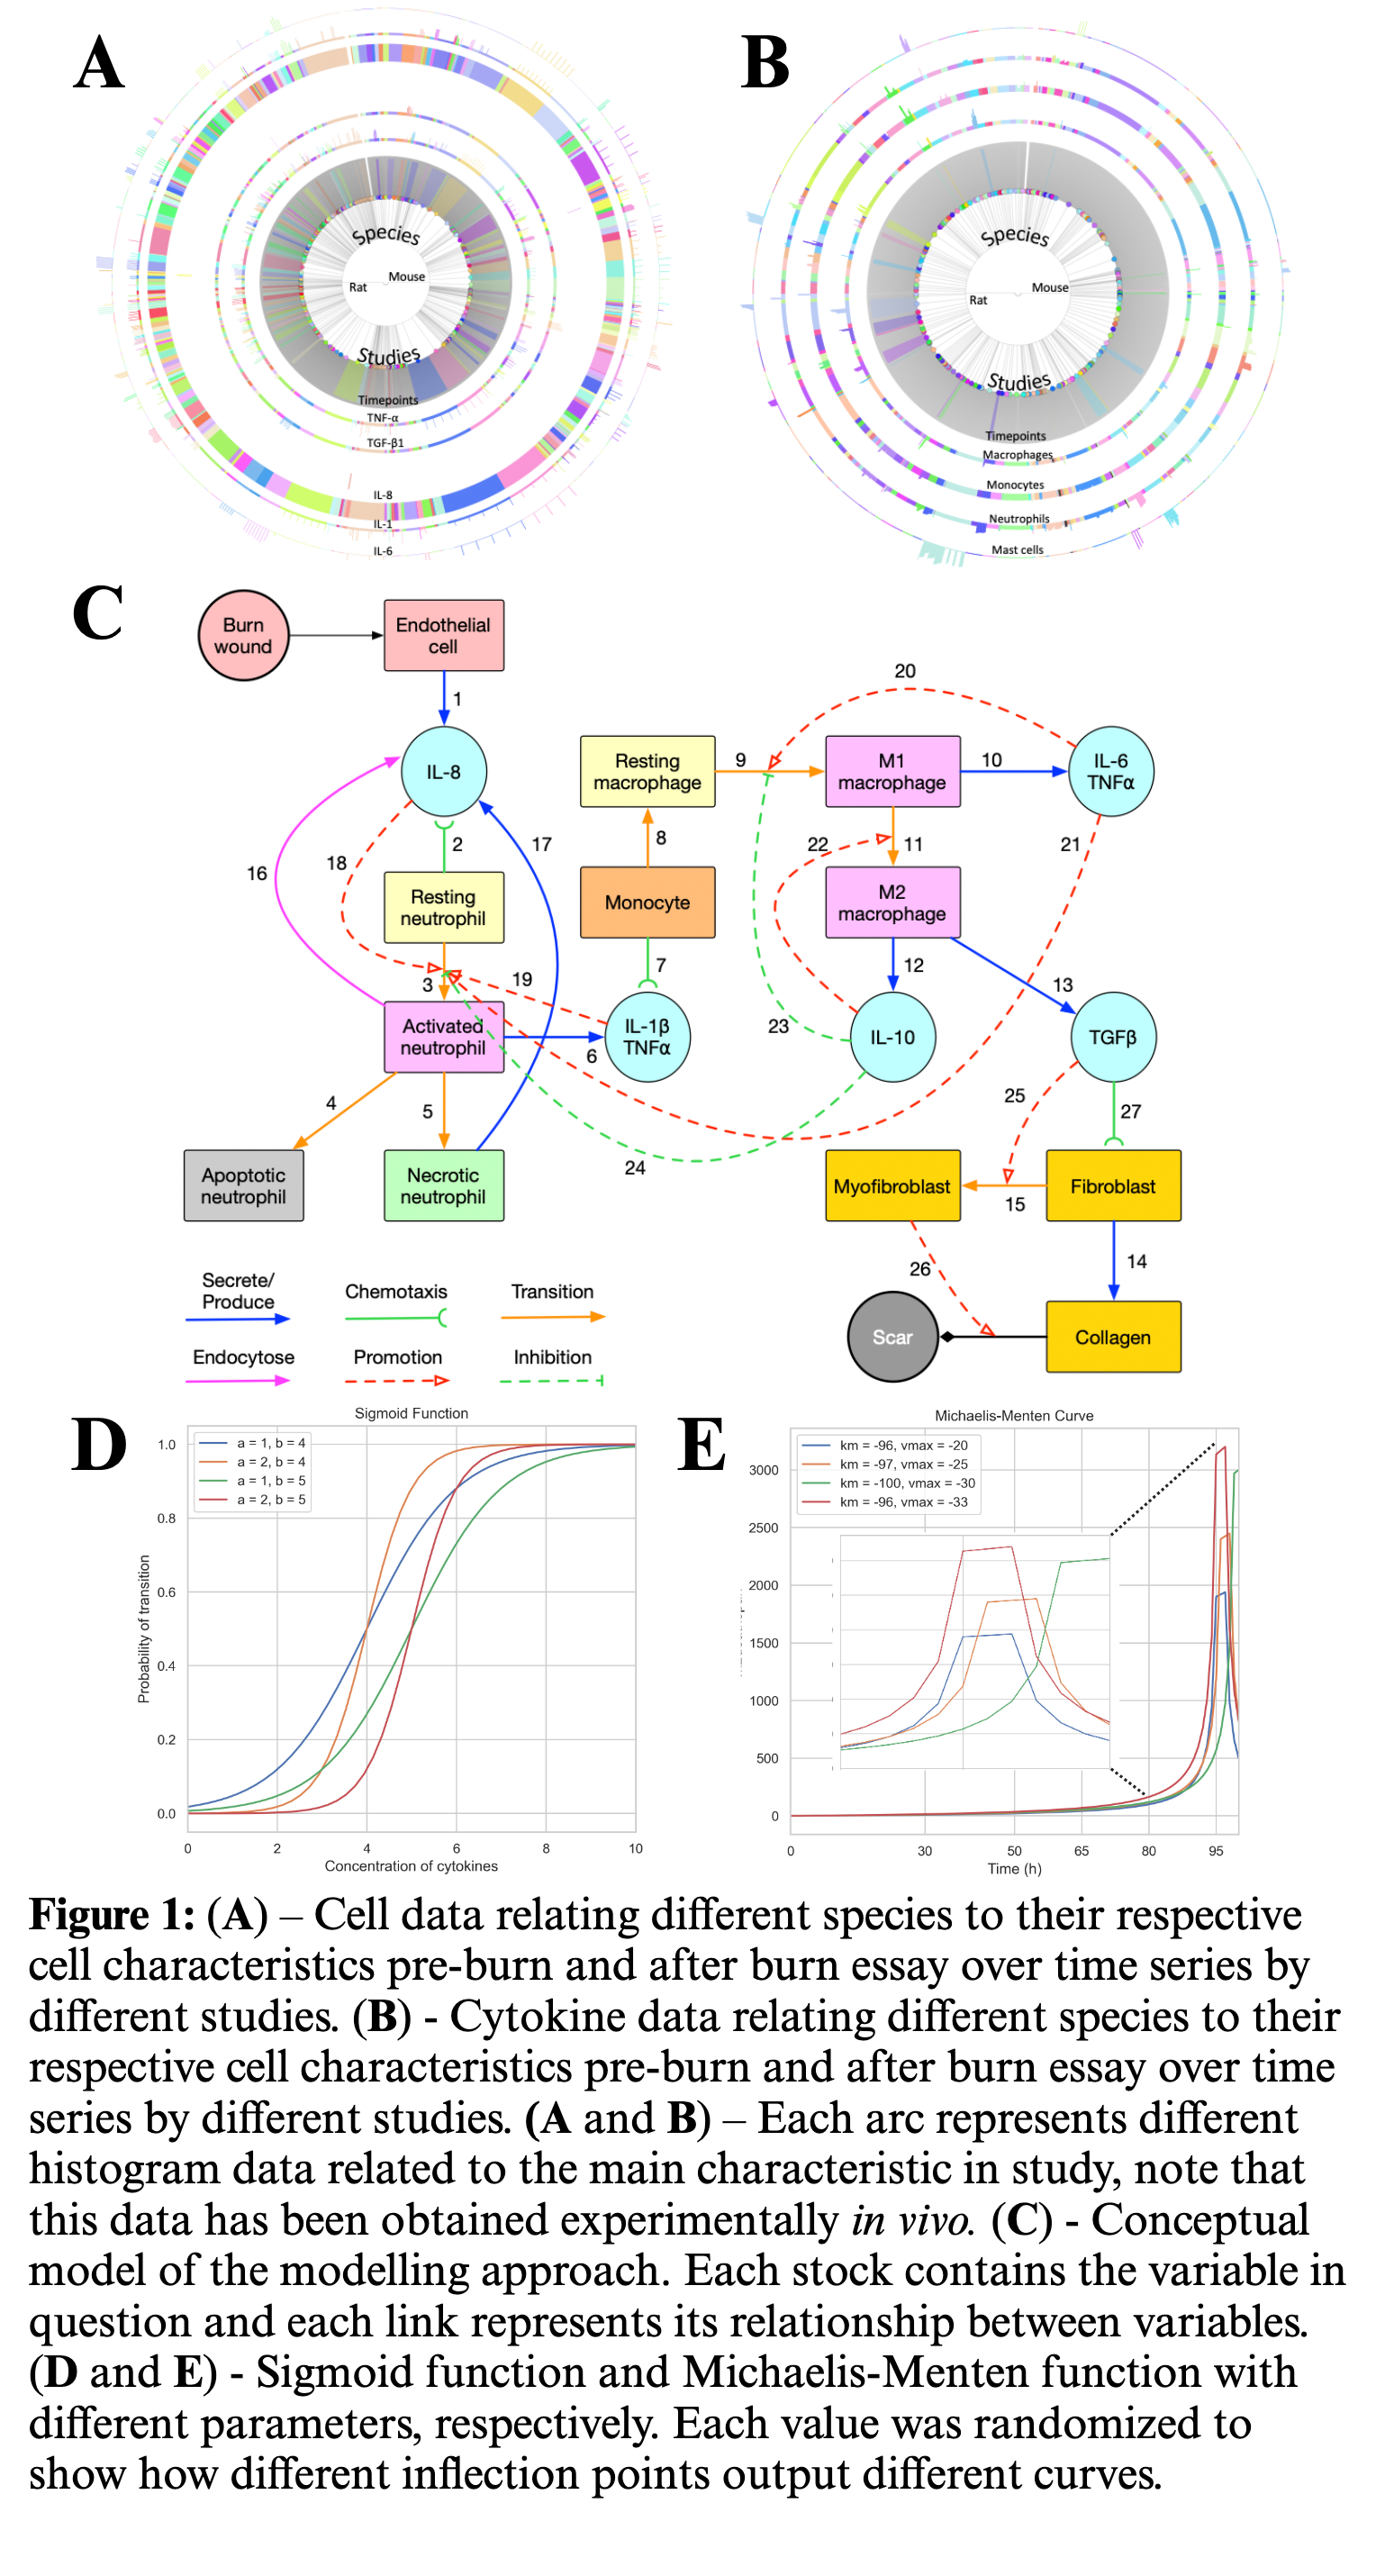 A
Species
Rat
Mouse
Studies
Timepoints
TNF-α
TGF-β1
IL-8
IL-1
IL-6
B
Species
Rat
Mouse
Studies
Timepoints
Macrophages
Monocytes
Neutrophils
Mast cells
C
Burn
wound
Endothelial
cell
1
IL-8
2
Resting
neutrophil
3
Activated
neutrophil
4
5
6
Apoptotic
neutrophil
Necrotic
neutrophil
16
17
18
19
Resting
macrophage
8
Monocyte
7
IL-1β
TNFα
9
M1
macrophage
10
IL-6
TNFα
20
21
22
11
M2
macrophage
12
13
IL-10
TGFβ
23
24
25
27
Myofibroblast
15
Fibroblast
26
14
Scar
Collagen
Secrete/
Produce
Chemotaxis
Transition
Endocytose
Promotion
Inhibition
D
Sigmoid Function
a = 1, b = 4
a = 2, b = 4
a = 1, b = 5
a = 2, b = 5
Probability of transition
1.0
0.8
0.6
0.4
0.2
0.0
0 2 4 6 8 10
Concentration of cytokines
E
Michaelis-Menten Curve
km = -96, vmax = -20
km = -97, vmax = -25
km = -100, vmax = -30
km = -96, vmax = -33
3000
2500
2000
1500
1000
500
0
0 30 50 65 80 95
Time (h)
Figure 1: (A) – Cell data relating different species to their respective
cell characteristics pre-burn and after burn essay over time series by
different studies. (B) - Cytokine data relating different species to their
respective cell characteristics pre-burn and after burn essay over time
series by different studies. (A and B) – Each arc represents different
histogram data related to the main characteristic in study, note that
this data has been obtained experimentally in vivo. (C) - Conceptual
model of the modelling approach. Each stock contains the variable in
question and each link represents its relationship between variables.
(D and E) - Sigmoid function and Michaelis-Menten function with
different parameters, respectively. Each value was randomized to
show how different inflection points output different curves.